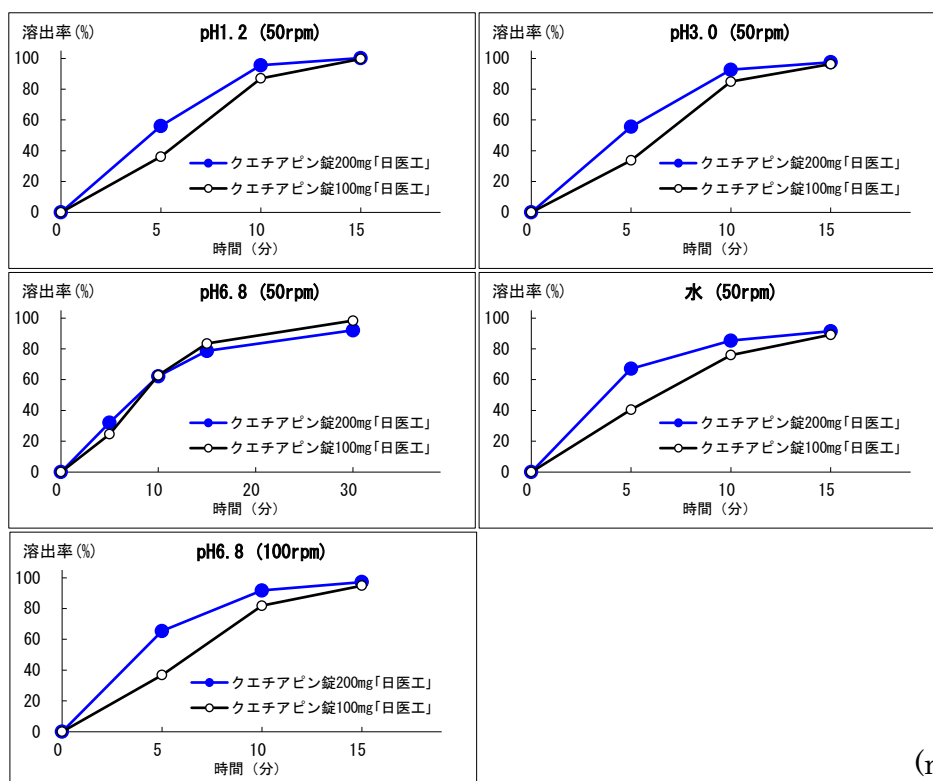 溶出率(%)
pH1.2 (50rpm)
100
80
60
40
20
0
クエチアピン錠200mg「日医工」
クエチアピン錠100mg「日医工」
0 5 10 15
時間（分）
溶出率(%)
pH3.0 (50rpm)
100
80
60
40
20
0
クエチアピン錠200mg「日医工」
クエチアピン錠100mg「日医工」
0 5 10 15
時間（分）
溶出率(%)
pH6.8 (50rpm)
100
80
60
40
20
0
クエチアピン錠200mg「日医工」
クエチアピン錠100mg「日医工」
0 10 20 30
時間（分）
溶出率(%)
水 (50rpm)
100
80
60
40
20
0
クエチアピン錠200mg「日医工」
クエチアピン錠100mg「日医工」
0 5 10 15
時間（分）
溶出率(%)
pH6.8 (100rpm)
100
80
60
40
20
0
クエチアピン錠200mg「日医工」
クエチアピン錠100mg「日医工」
0 5 10 15
時間（分）